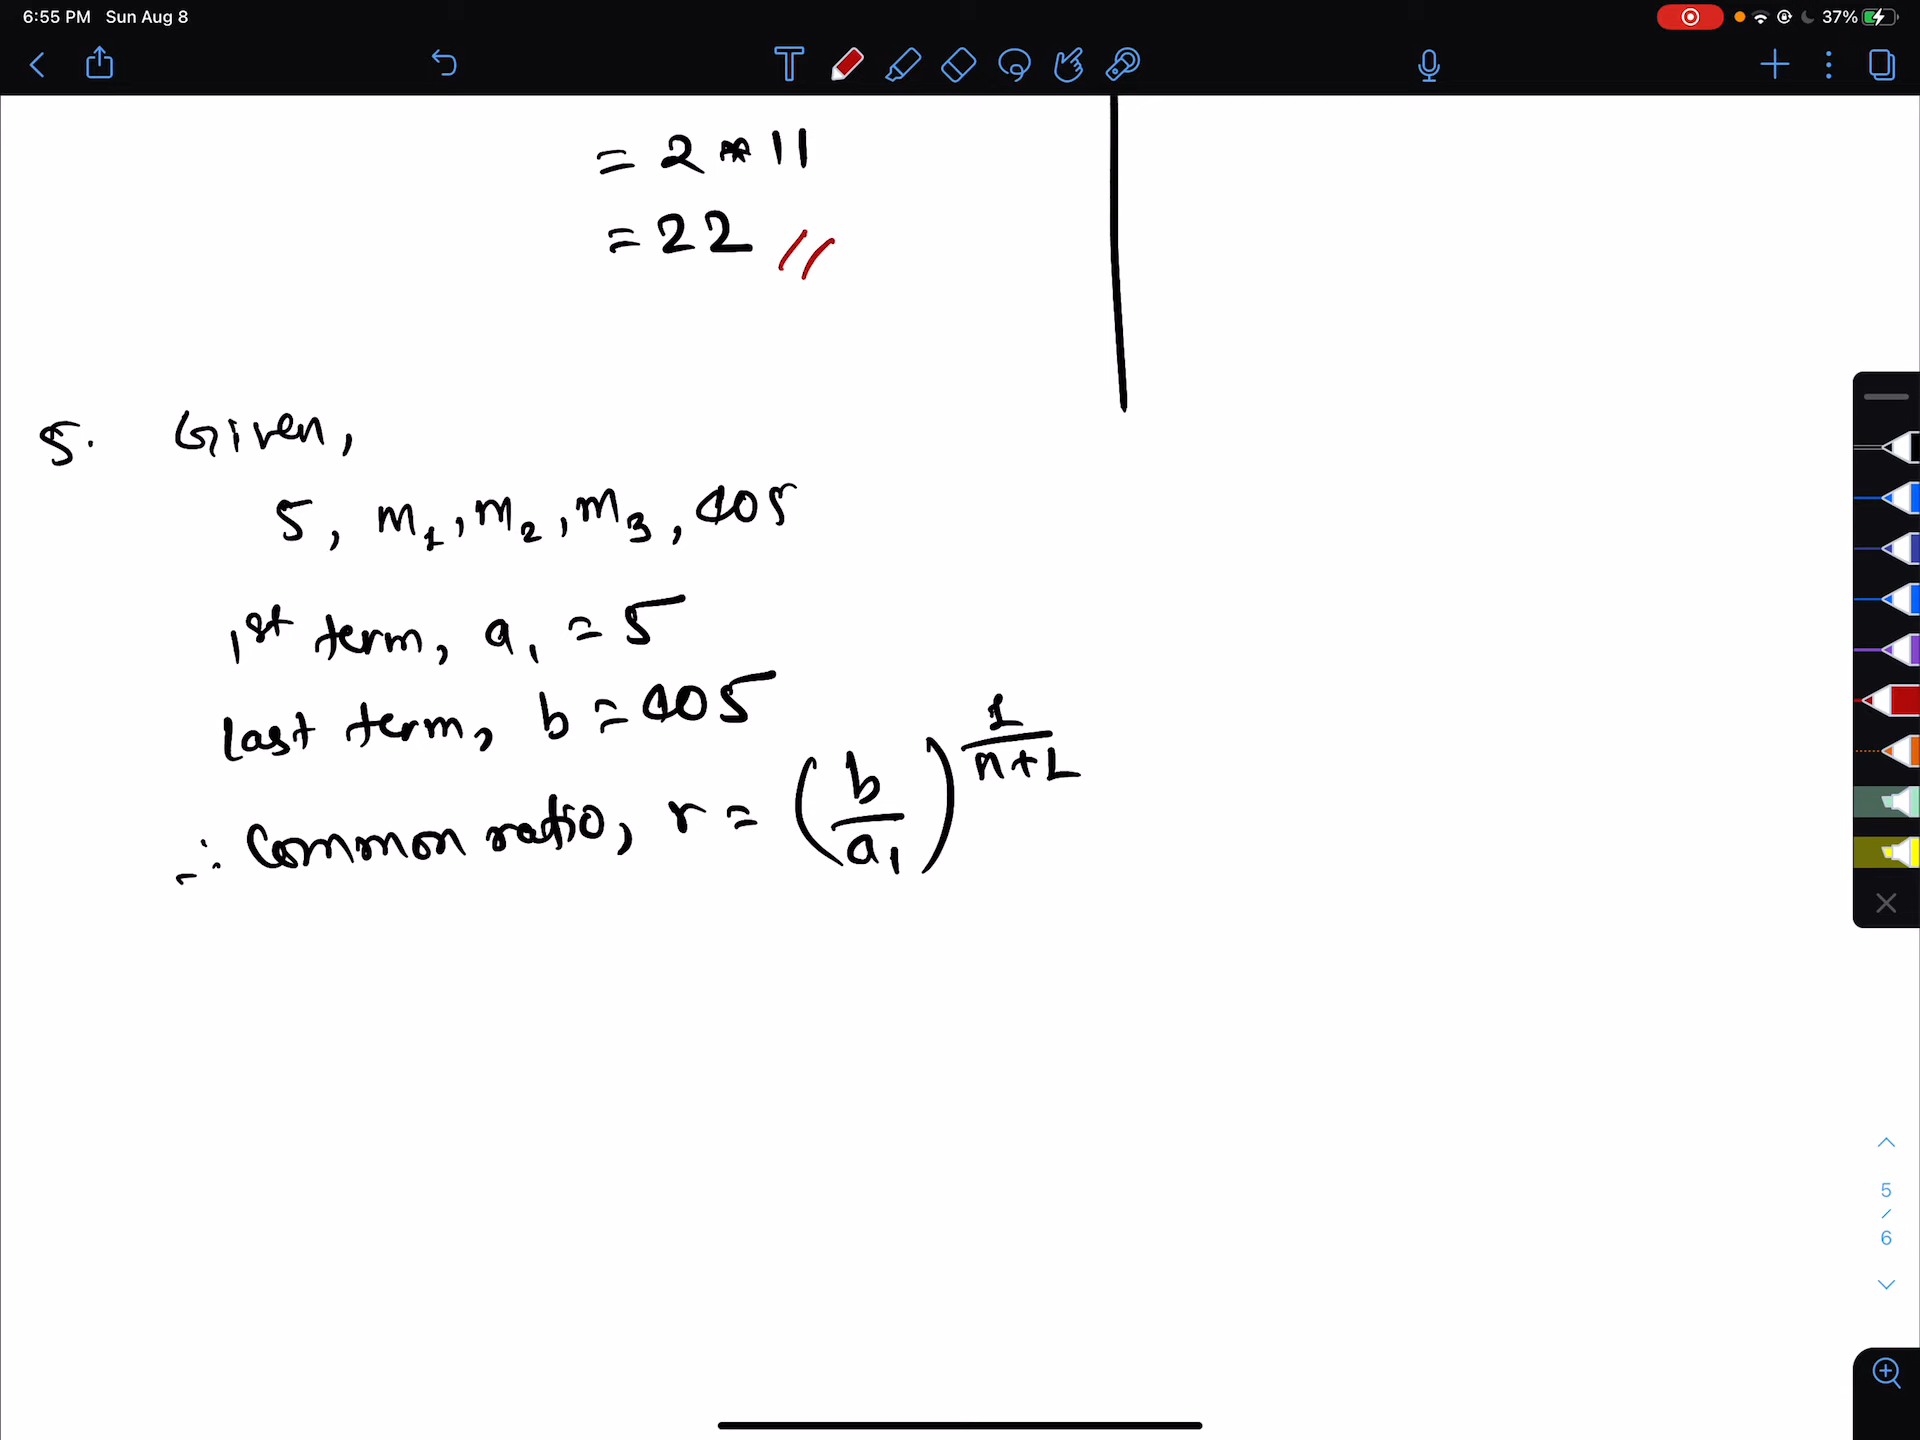 6:55 PM Sun Aug 8
37%
= 2 * 11
= 22 //
5. Given,
5, m₁, m₂, m₃, 405
1st term, a₁ = 5
last term, b = 405
∴ Common ratio, r = (b/a₁)^(1/(n+1))
5
/
6